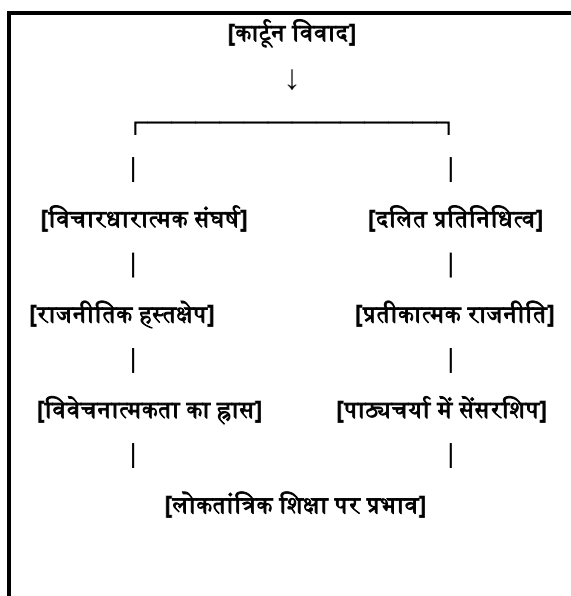 [कार्टून विवाद]
↓
[विचारधारात्मक संघर्ष] [दलित प्रतिनिधित्व]
[राजनीतिक हस्तक्षेप] [प्रतीकात्मक राजनीति]
[विवेचनात्मकता का ह्रास] [पाठ्यचर्या में सेंसरशिप]
[लोकतांत्रिक शिक्षा पर प्रभाव]